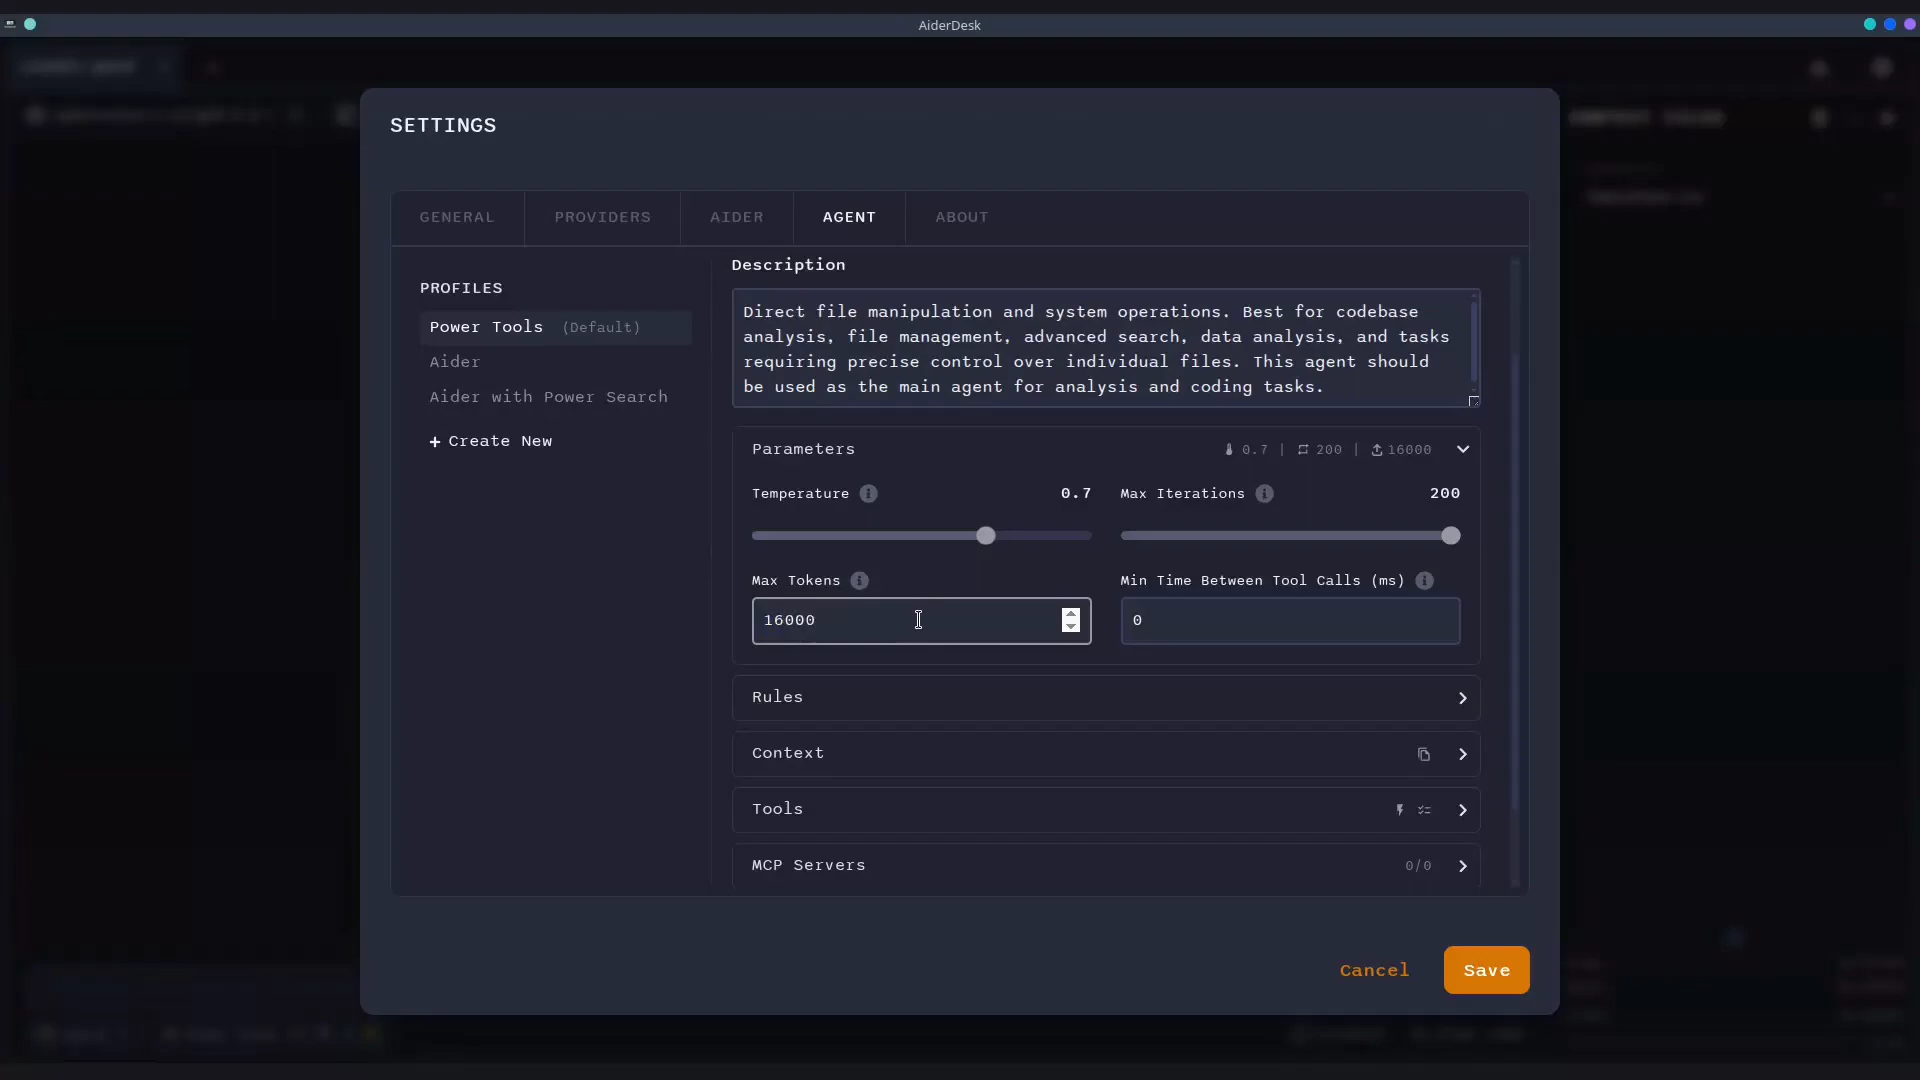 AiderDesk
SETTINGS
GENERAL
PROVIDERS
AIDER
AGENT
ABOUT
PROFILES
Power Tools (Default)
Aider
Aider with Power Search
+ Create New
Description
Direct file manipulation and system operations. Best for codebase
analysis, file management, advanced search, data analysis, and tasks
requiring precise control over individual files. This agent should
be used as the main agent for analysis and coding tasks.
Parameters
0.7 | 200 | 16000
Temperature
0.7
Max Iterations
200
Max Tokens
16000
Min Time Between Tool Calls (ms)
0
Rules
Context
Tools
MCP Servers
0/0
Cancel
Save